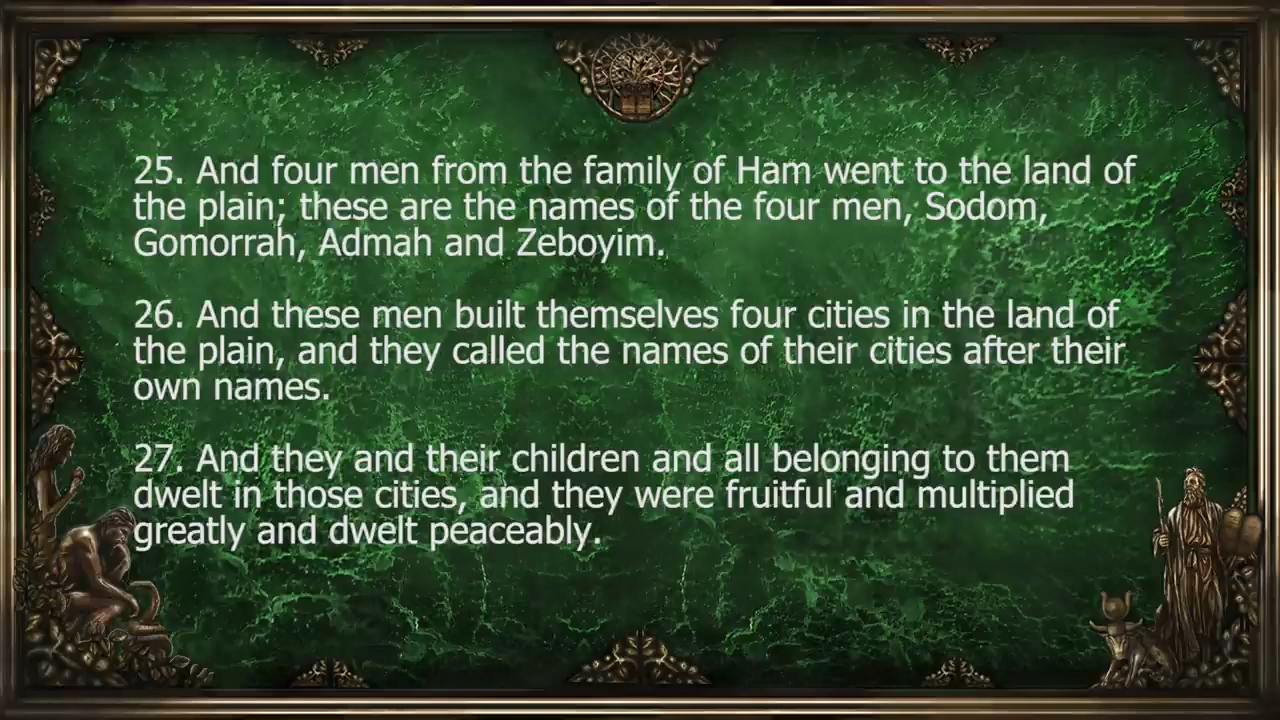 25. And four men from the family of Ham went to the land of
the plain; these are the names of the four men, Sodom,
Gomorrah, Admah and Zeboyim.
26. And these men built themselves four cities in the land of
the plain, and they called the names of their cities after their
own names.
27. And they and their children and all belonging to them
dwelt in those cities, and they were fruitful and multiplied
greatly and dwelt peaceably.